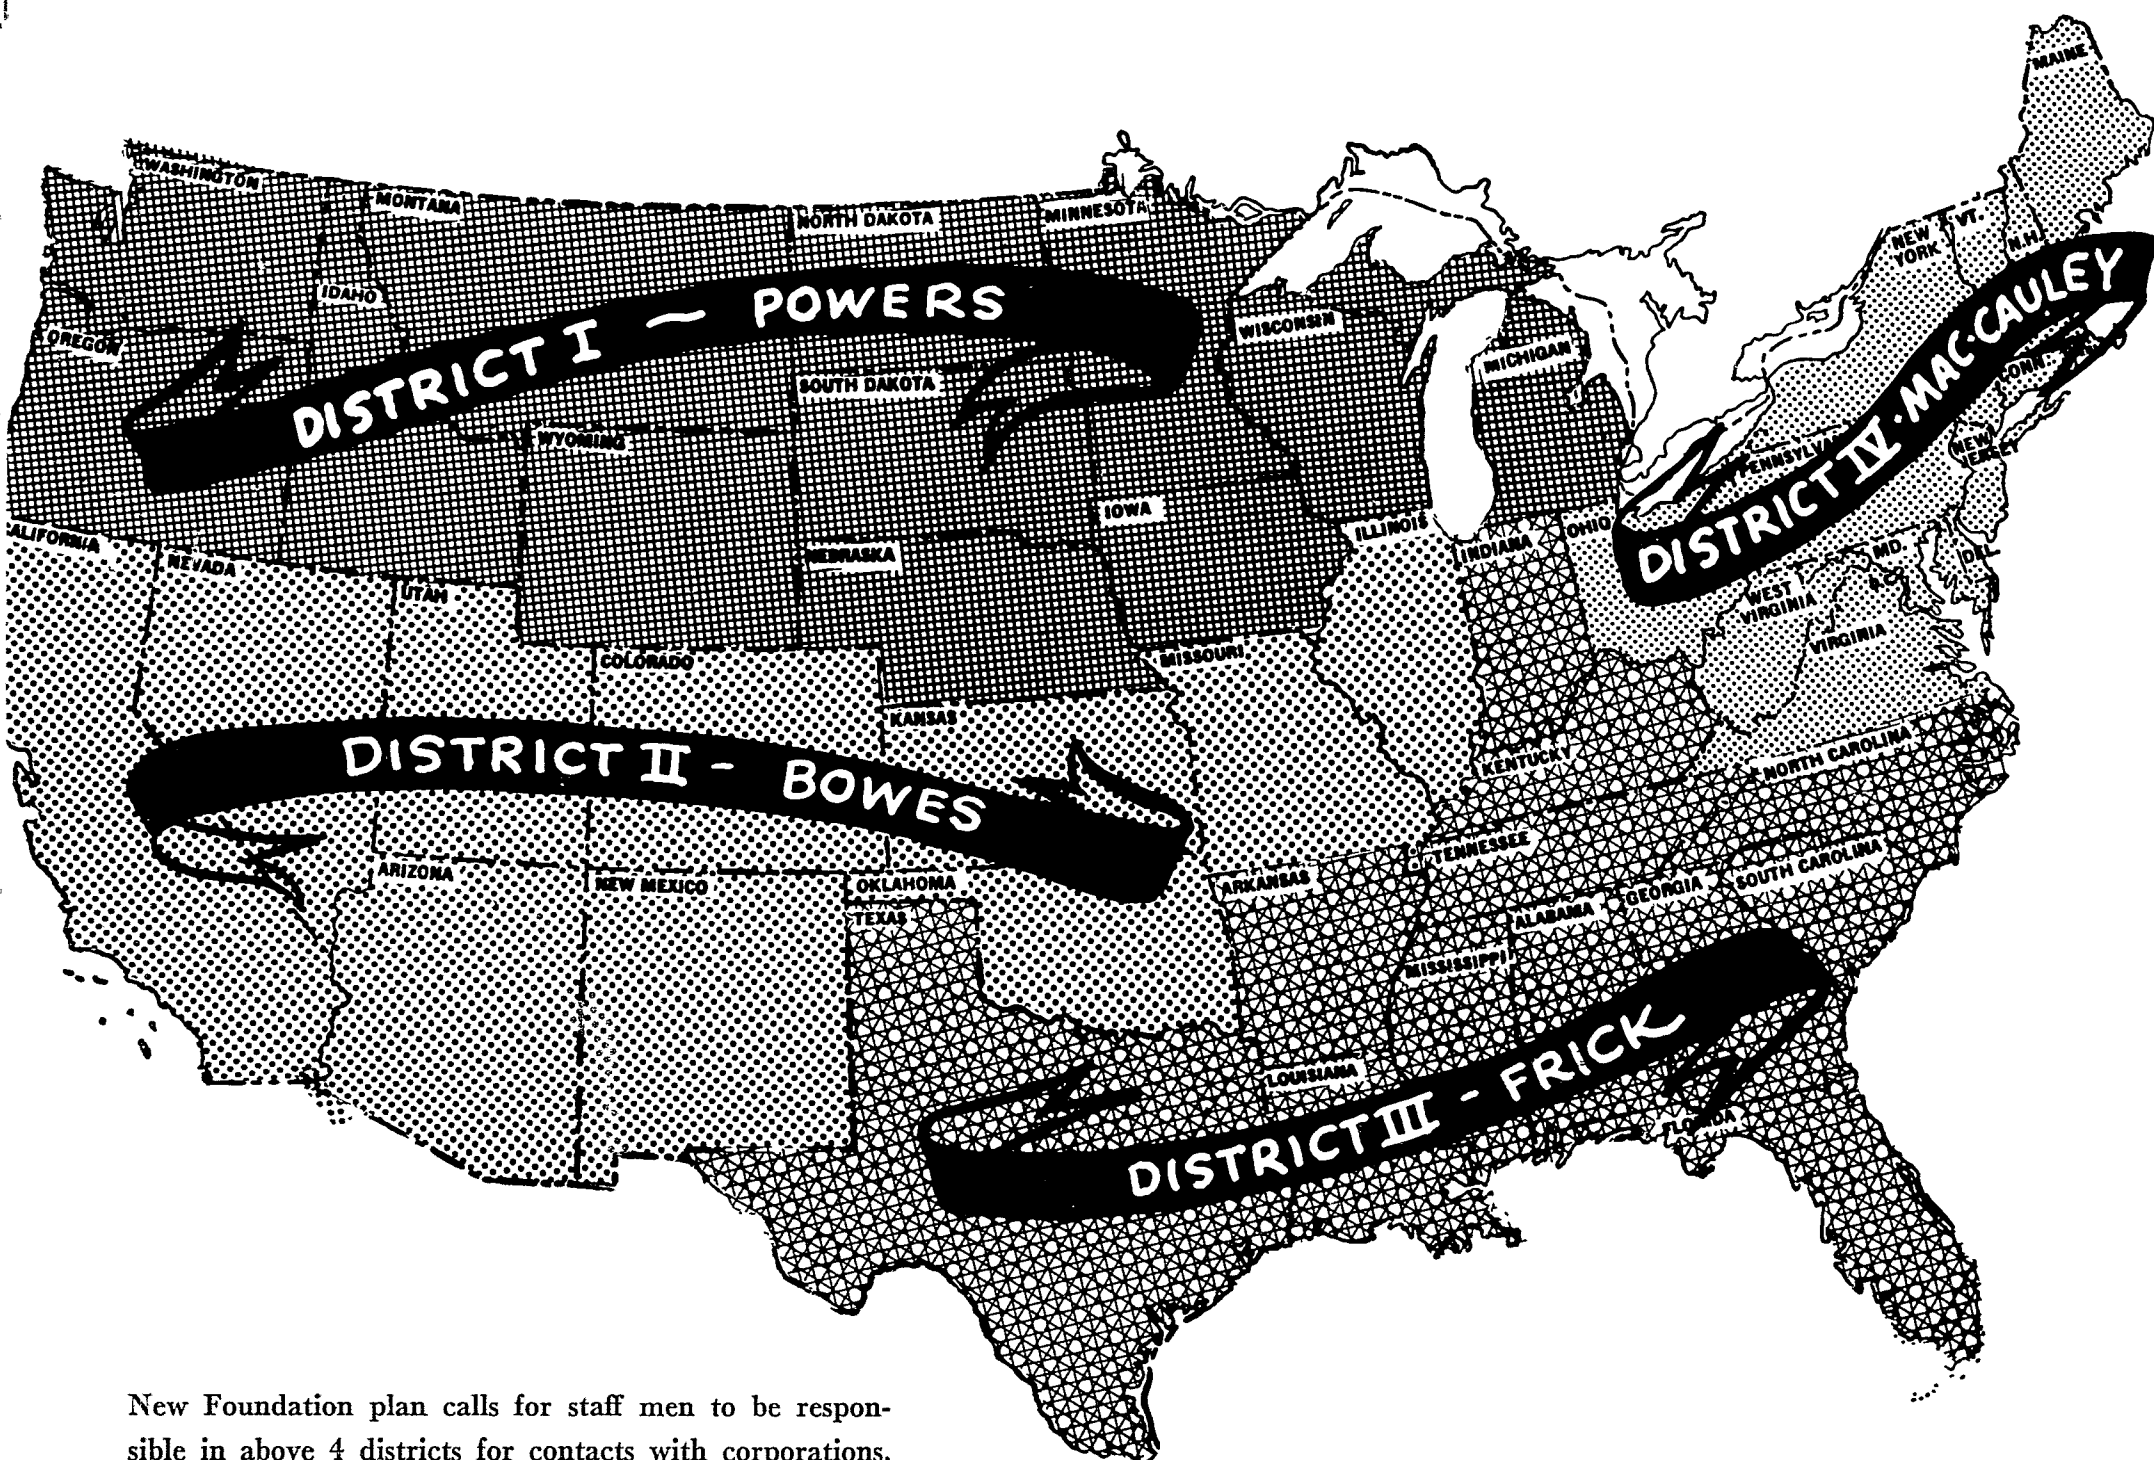 MAINE
WASHINGTON
MONTANA
NORTH DAKOTA
MINNESOTA
NEW YORK
VT.
N.H.
IDAHO
OREGON
DISTRICT I — POWERS
WISCONSIN
MICHIGAN
SOUTH DAKOTA
WYOMING
DISTRICT IV · MAC·CAULEY
CONN.
NEW JERSEY
PENNSYLVA
IOWA
ILLINOIS
INDIANA
OHIO
ALIFORNIA
NEVADA
UTAH
NEBRASKA
MD.
DEL.
D.C.
WEST VIRGINIA
VIRGINIA
COLORADO
MISSOURI
KANSAS
DISTRICT II - BOWES
KENTUCKY
NORTH CAROLINA
TENNESSEE
SOUTH CAROLINA
ARIZONA
NEW MEXICO
OKLAHOMA
TEXAS
ARKANSAS
GEORGIA
ALABAMA
MISSISSIPPI
LOUISIANA
DISTRICT III - FRICK
FLORIDA
New Foundation plan calls for staff men to be respon-
sible in above 4 districts for contacts with corporations,